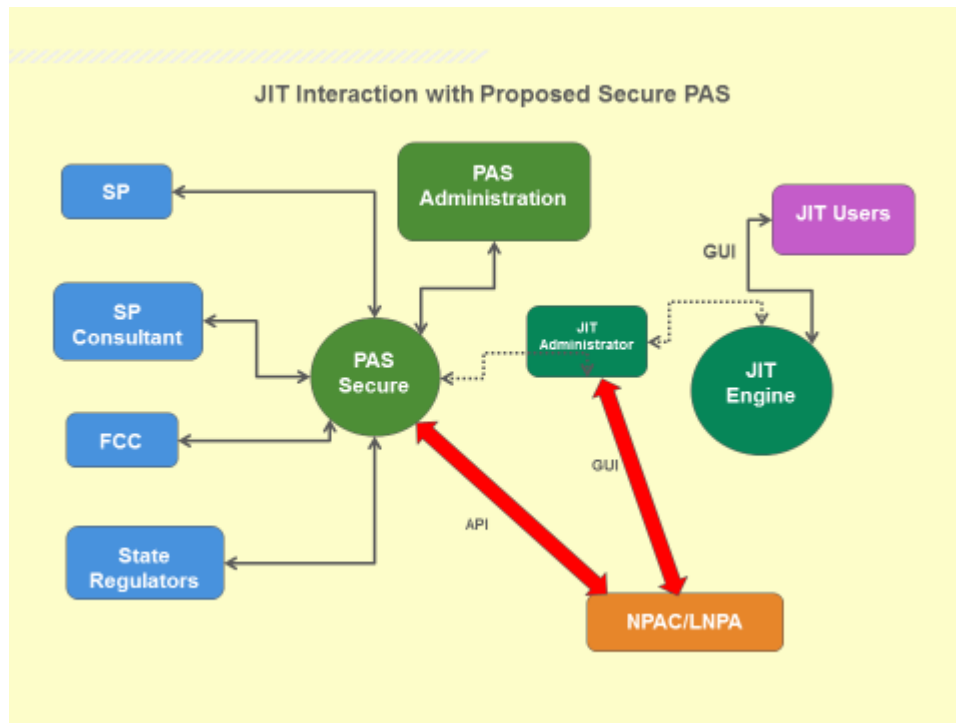 JIT Interaction with Proposed Secure PAS
SP
PAS
Administration
JIT Users
GUI
SP
Consultant
JIT
Administrator
PAS
Secure
JIT
Engine
FCC
GUI
API
State
Regulators
NPAC/LNPA